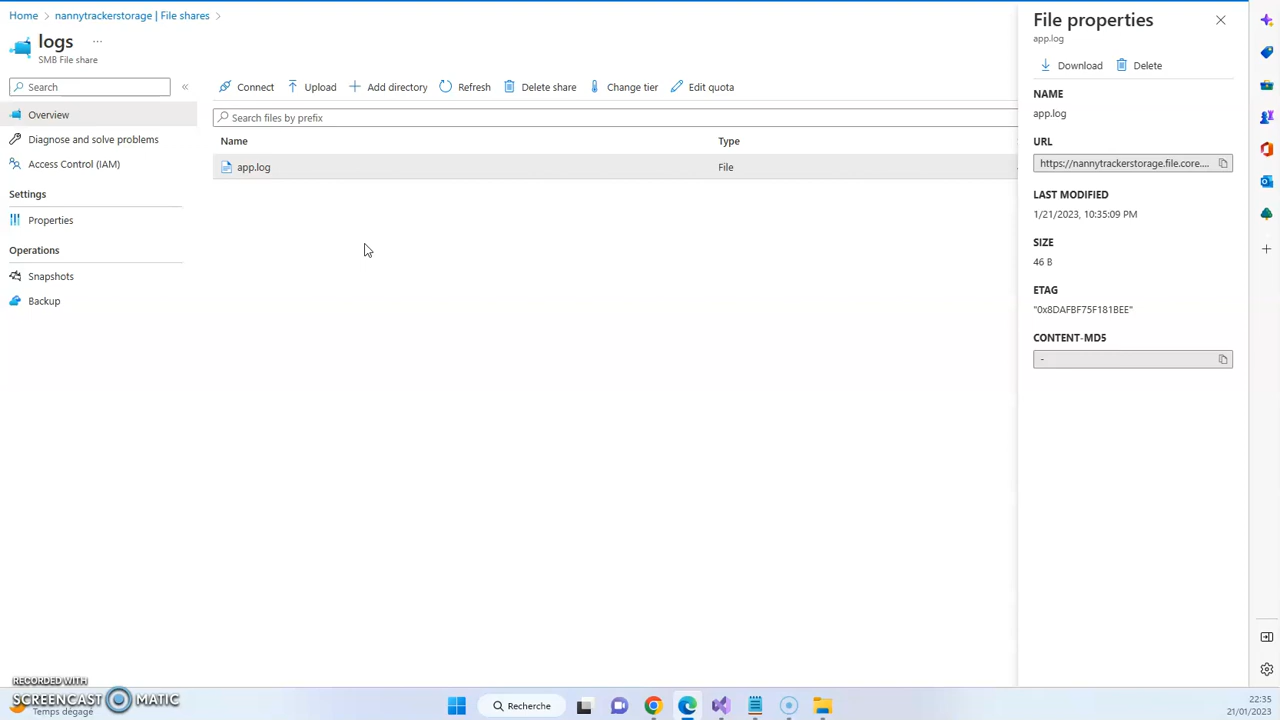 Home > nannytrackerstorage | File shares >
logs ...
SMB File share
Search
«
Connect
Upload
Add directory
Refresh
Delete share
Change tier
Edit quota
Overview
Diagnose and solve problems
Access Control (IAM)
Settings
Properties
Operations
Snapshots
Backup
Search files by prefix
Name Type
app.log File
File properties
app.log
Download Delete
NAME
app.log
URL
https://nannytrackerstorage.file.core....
LAST MODIFIED
1/21/2023, 10:35:09 PM
SIZE
46 B
ETAG
"0x8DAFBF75F181BEE"
CONTENT-MD5
-
RECORDED WITH
SCREENCAST MATIC
Temps dégagé
Recherche
22:35
21/01/2023